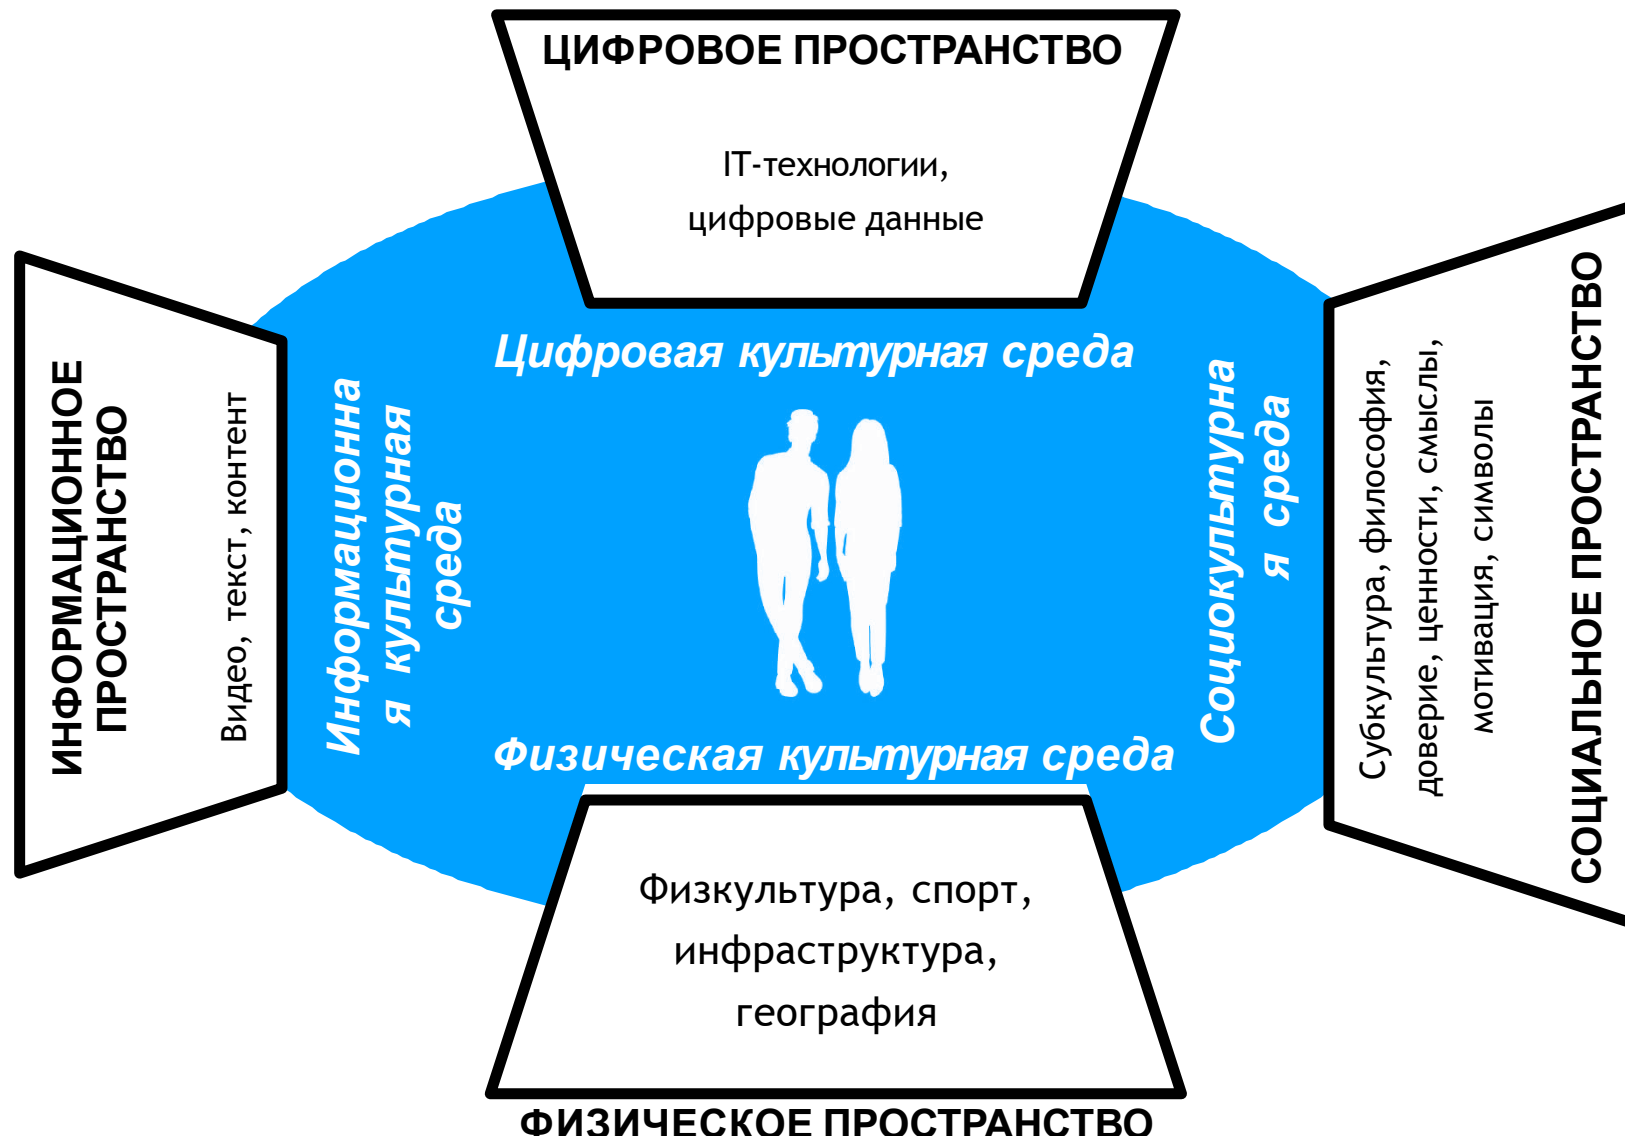 ЦИФРОВОЕ ПРОСТРАНСТВО
IT-технологии,
цифровые данные
Цифровая культурная среда
ИНФОРМАЦИОННОЕ
ПРОСТРАНСТВО
Видео, текст, контент
Информационна
я культурная
среда
Социокультурна
я среда
Субкультура, философия,
доверие, ценности, смыслы,
мотивация, символы
СОЦИАЛЬНОЕ ПРОСТРАНСТВО
Физическая культурная среда
Физкультура, спорт,
инфраструктура,
география
ФИЗИЧЕСКОЕ ПРОСТРАНСТВО